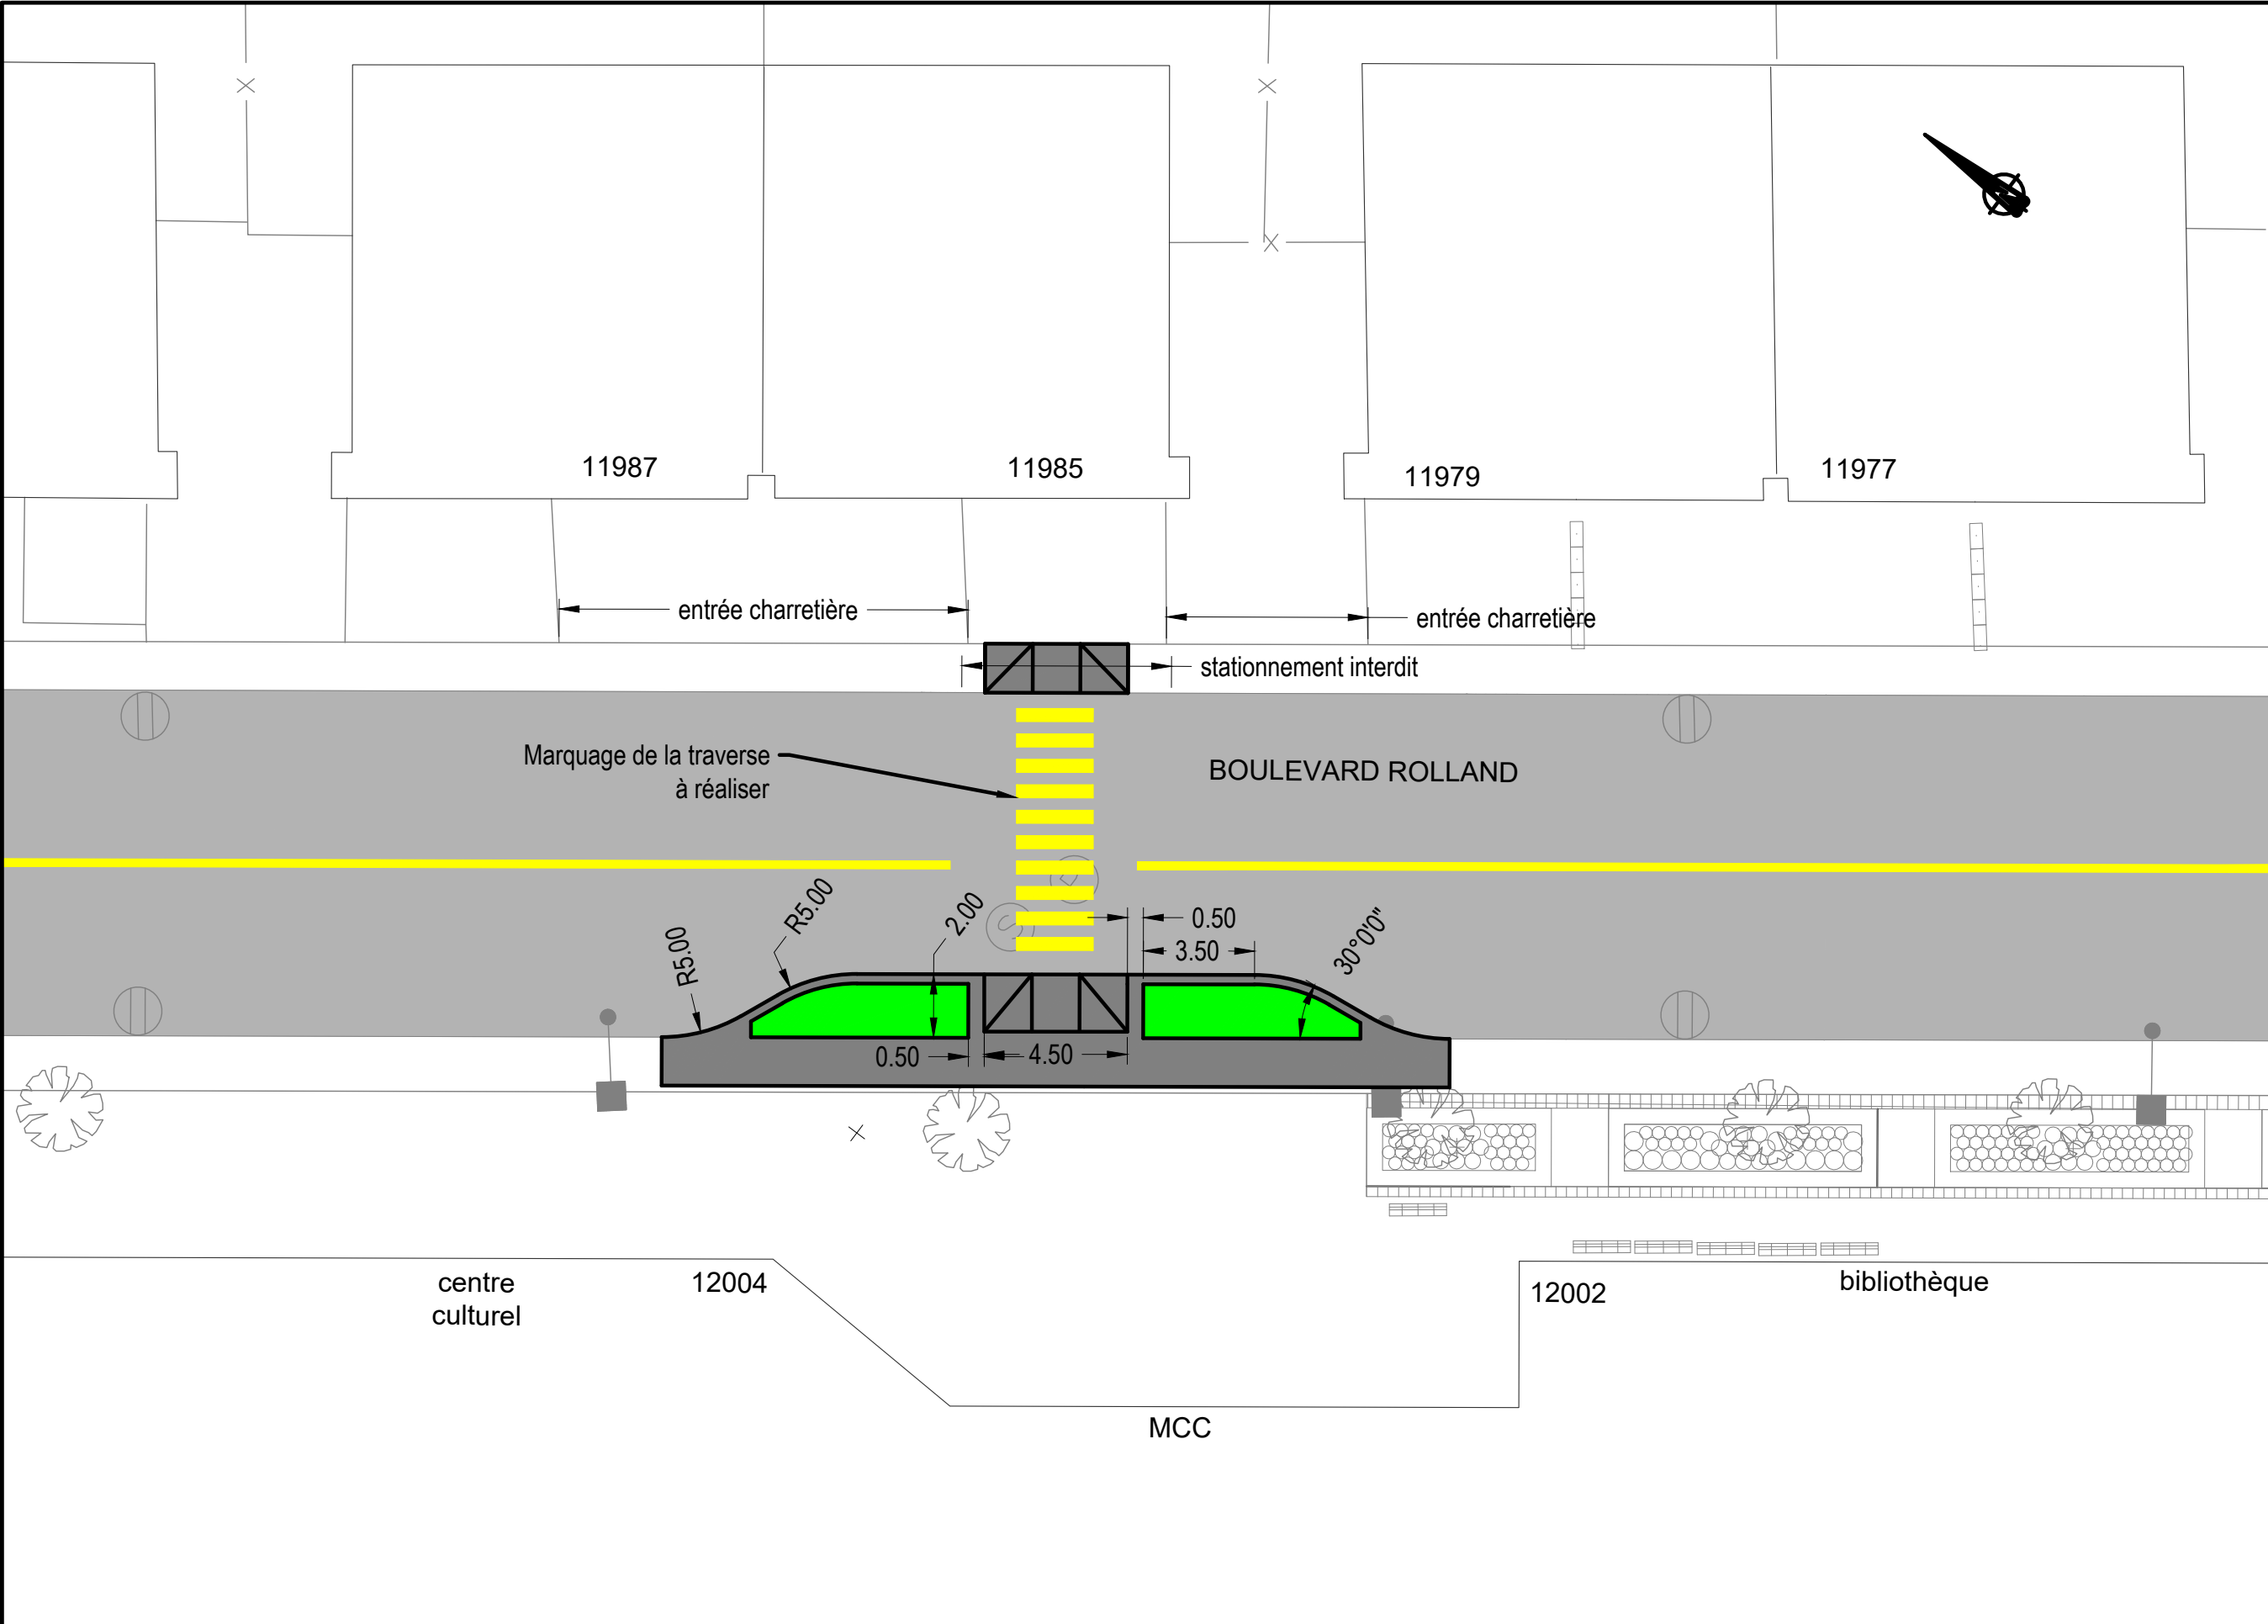 11987
11985
11979
11977
entrée charretière
entrée charretière
stationnement interdit
Marquage de la traverse
à réaliser
BOULEVARD ROLLAND
R5.00
R5.00
2.00
0.50
3.50
30°0'0"
0.50
4.50
centre
culturel
12004
12002
bibliothèque
MCC